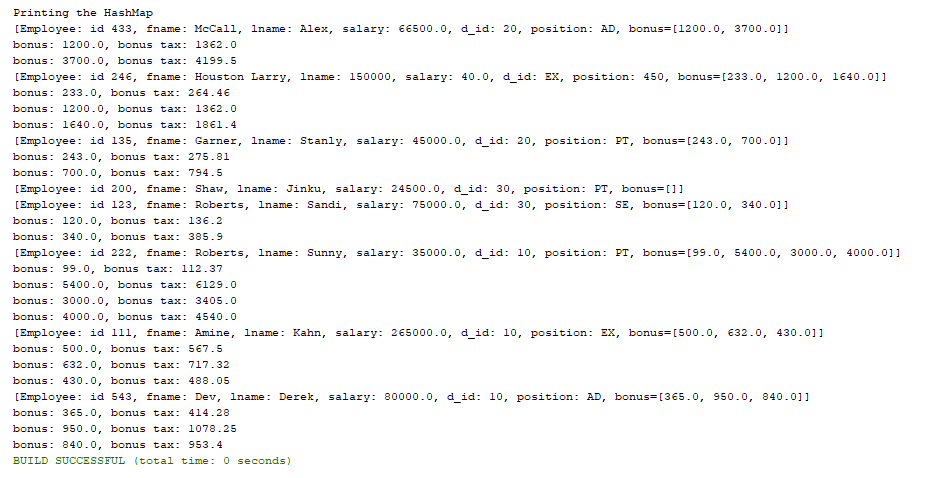 Printing the HashMap
[Employee: id 433, fname: McCall, lname: Alex, salary: 66500.0, d_id: 20, position: AD, bonus=[1200.0, 3700.0]]
bonus: 1200.0, bonus tax: 1362.0
bonus: 3700.0, bonus tax: 4199.5
[Employee: id 246, fname: Houston Larry, lname: 150000, salary: 40.0, d_id: EX, position: 450, bonus=[233.0, 1200.0, 1640.0]]
bonus: 233.0, bonus tax: 264.46
bonus: 1200.0, bonus tax: 1362.0
bonus: 1640.0, bonus tax: 1861.4
[Employee: id 135, fname: Garner, lname: Stanly, salary: 45000.0, d_id: 20, position: PT, bonus=[243.0, 700.0]]
bonus: 243.0, bonus tax: 275.81
bonus: 700.0, bonus tax: 794.5
[Employee: id 200, fname: Shaw, lname: Jinku, salary: 24500.0, d_id: 30, position: PT, bonus=[]]
[Employee: id 123, fname: Roberts, lname: Sandi, salary: 75000.0, d_id: 30, position: SE, bonus=[120.0, 340.0]]
bonus: 120.0, bonus tax: 136.2
bonus: 340.0, bonus tax: 385.9
[Employee: id 222, fname: Roberts, lname: Sunny, salary: 35000.0, d_id: 10, position: PT, bonus=[99.0, 5400.0, 3000.0, 4000.0]]
bonus: 99.0, bonus tax: 112.37
bonus: 5400.0, bonus tax: 6129.0
bonus: 3000.0, bonus tax: 3405.0
bonus: 4000.0, bonus tax: 4540.0
[Employee: id 111, fname: Amine, lname: Kahn, salary: 265000.0, d_id: 10, position: EX, bonus=[500.0, 632.0, 430.0]]
bonus: 500.0, bonus tax: 567.5
bonus: 632.0, bonus tax: 717.32
bonus: 430.0, bonus tax: 488.05
[Employee: id 543, fname: Dev, lname: Derek, salary: 80000.0, d_id: 10, position: AD, bonus=[365.0, 950.0, 840.0]]
bonus: 365.0, bonus tax: 414.28
bonus: 950.0, bonus tax: 1078.25
bonus: 840.0, bonus tax: 953.4
BUILD SUCCESSFUL (total time: 0 seconds)